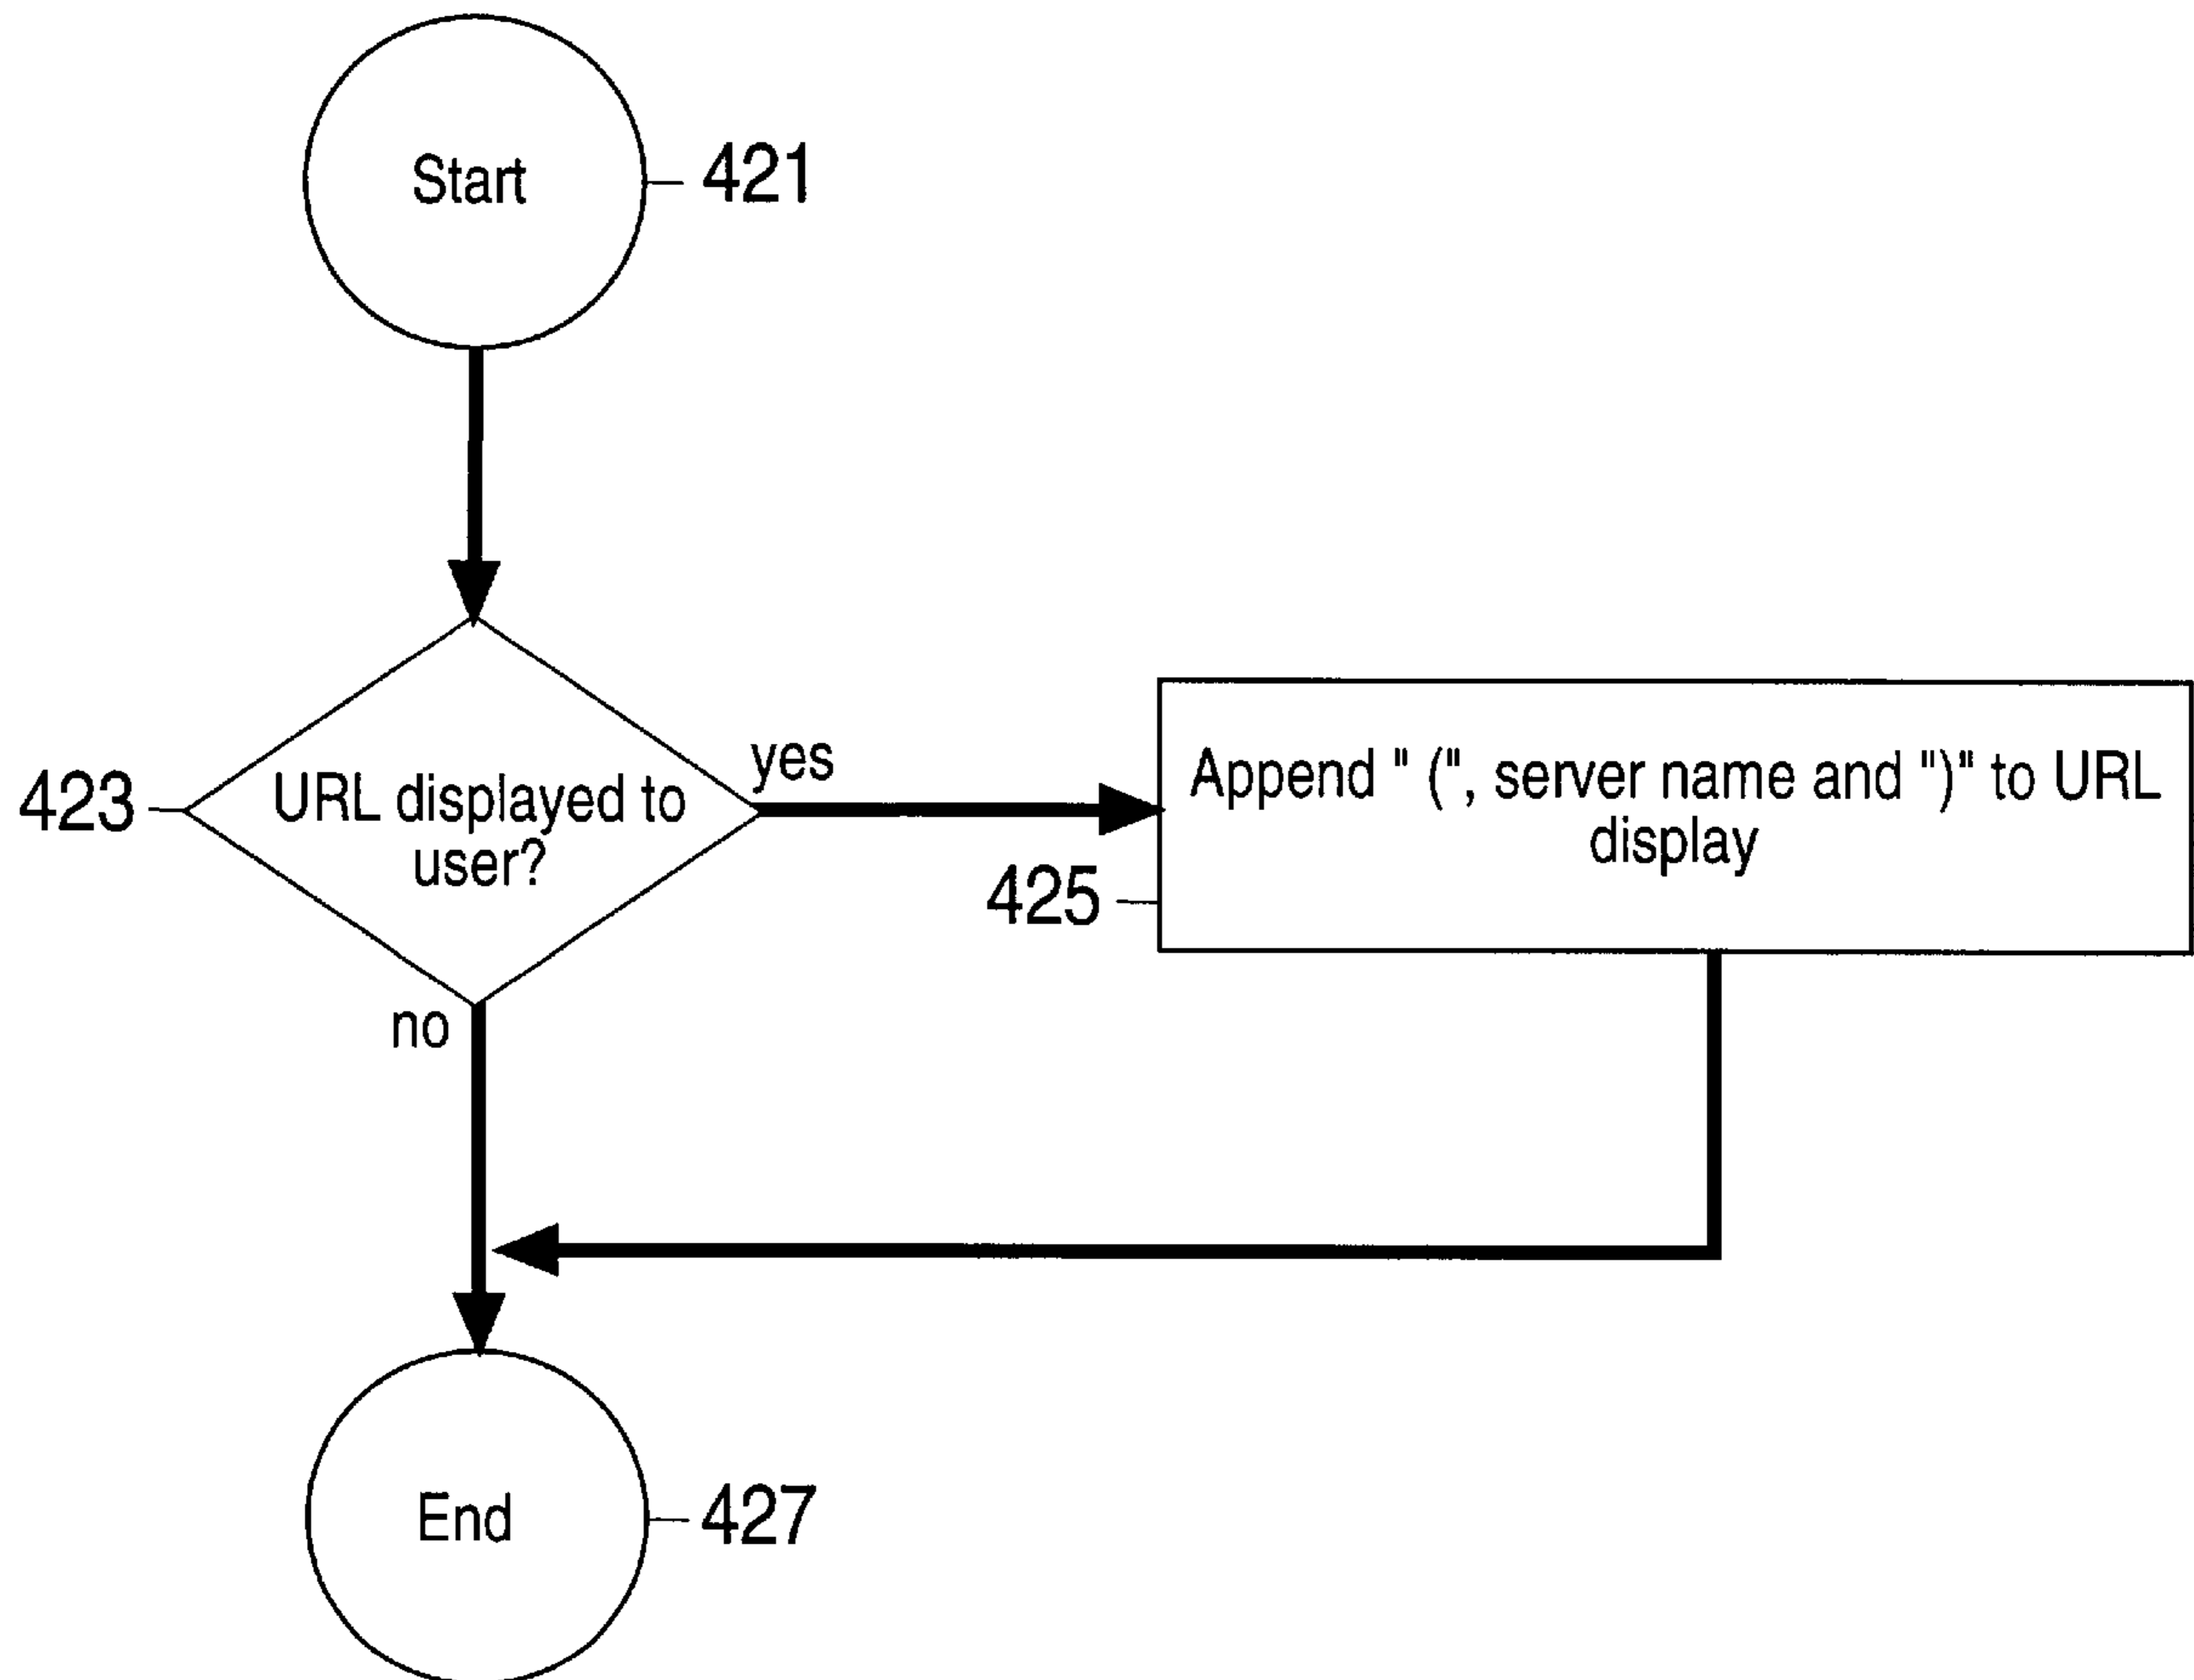 Start
421
423
URL displayed to
user?
yes
Append " (", server name and ")" to URL
display
425
no
End
427